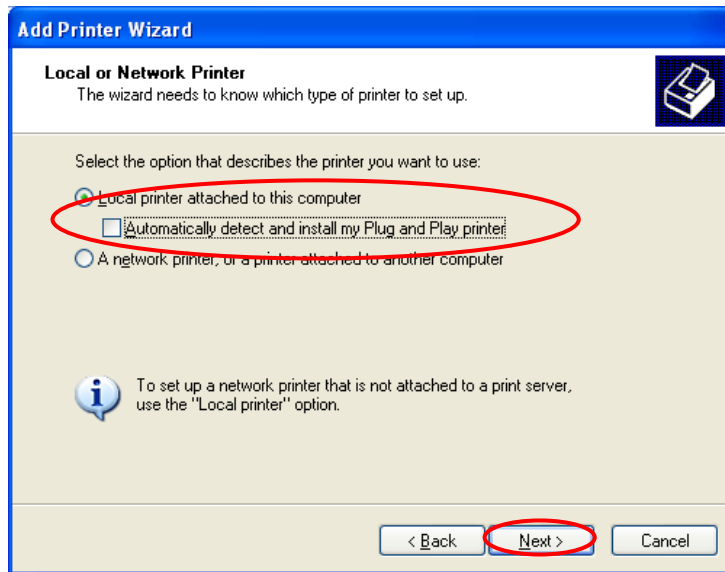 Add Printer Wizard
Local or Network Printer
The wizard needs to know which type of printer to set up.
Select the option that describes the printer you want to use:
Local printer attached to this computer
Automatically detect and install my Plug and Play printer
A network printer, or a printer attached to another computer
To set up a network printer that is not attached to a print server,
use the "Local printer" option.
< Back Next > Cancel